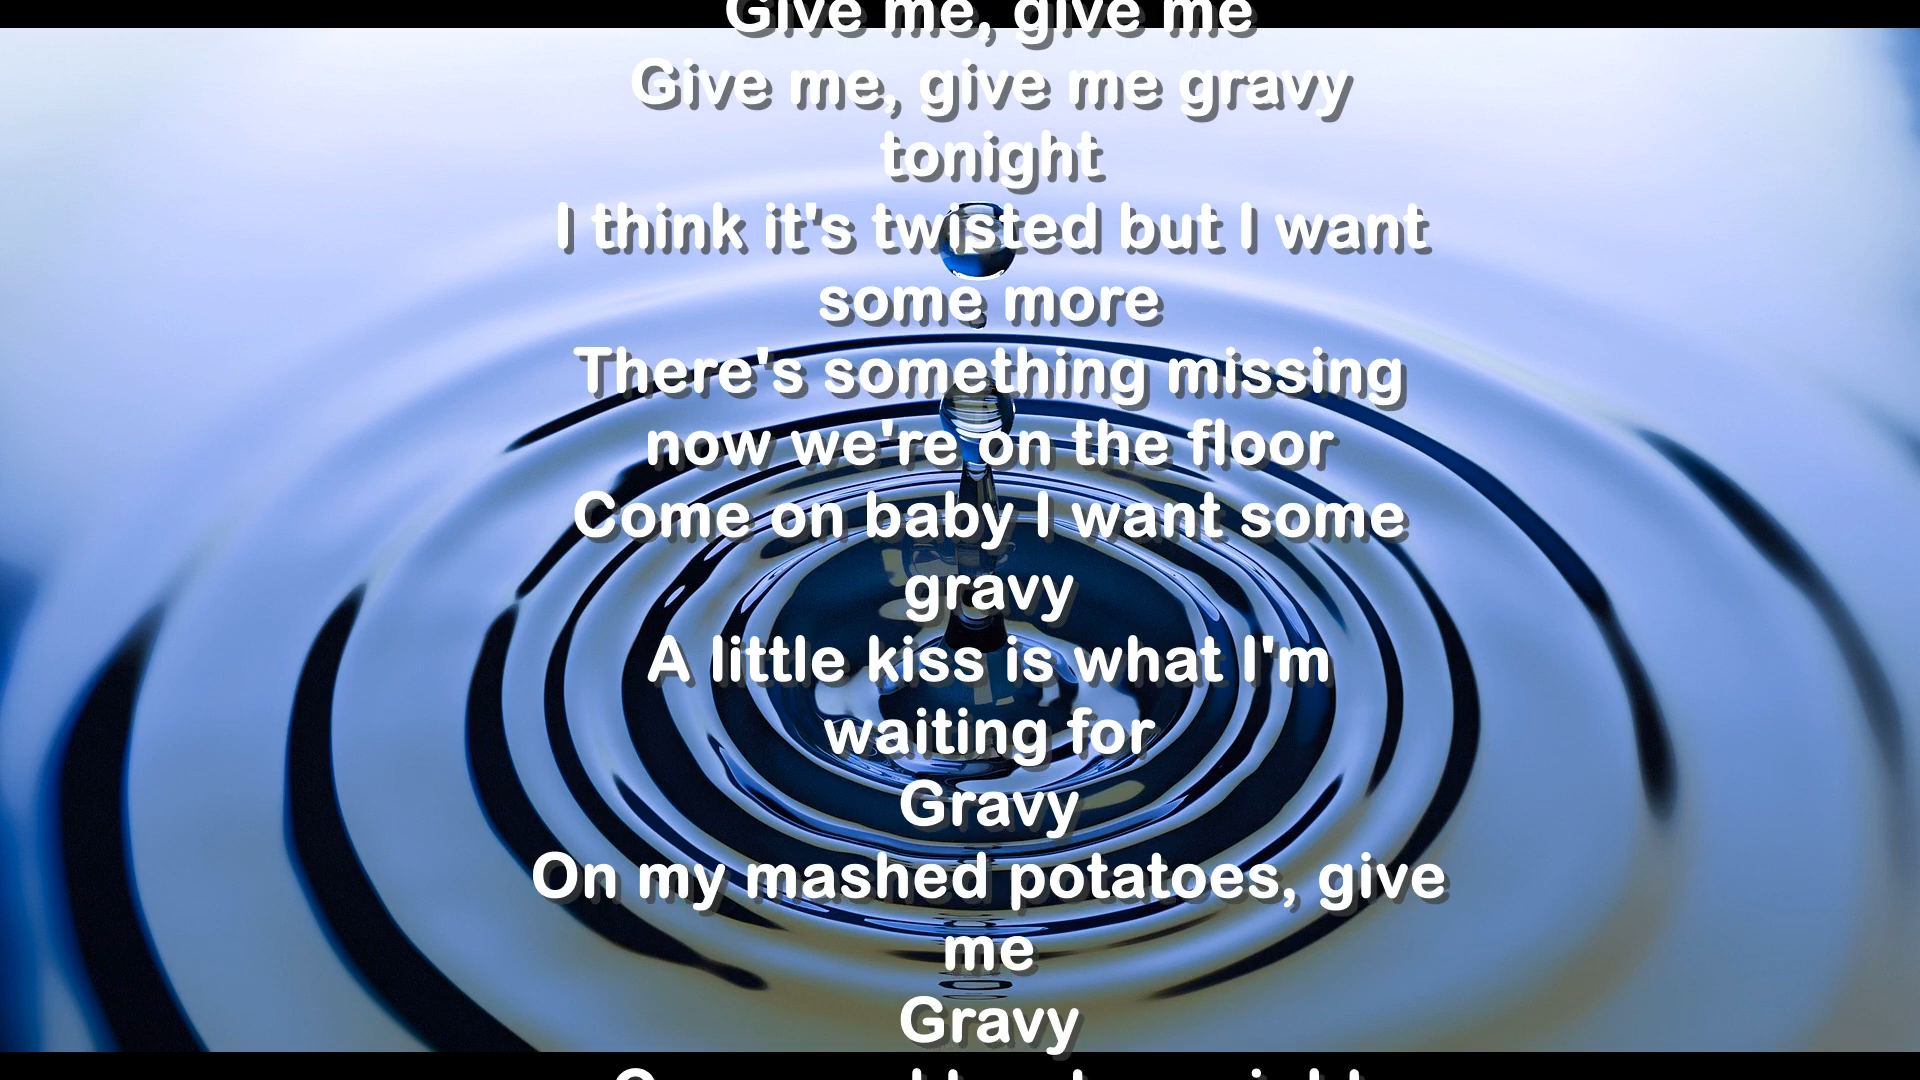 Give me, give me
Give me, give me gravy
tonight
I think it's twisted but I want
some more
There's something missing
now we're on the floor
Come on baby I want some
gravy
A little kiss is what I'm
waiting for
Gravy
On my mashed potatoes, give
me
Gravy